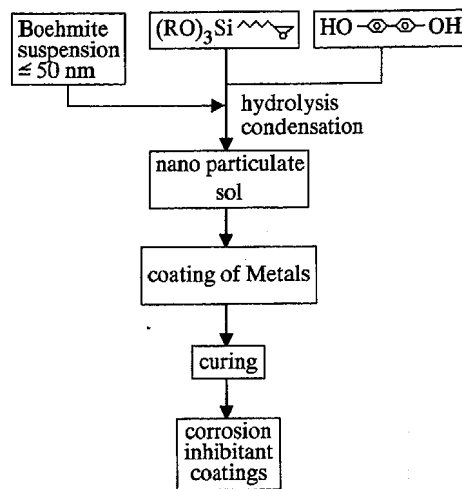 Boehmite
suspension
≦ 50 nm
(RO)₃Si
HO OH
hydrolysis
condensation
nano particulate
sol
coating of Metals
curing
corrosion
inhibitant
coatings